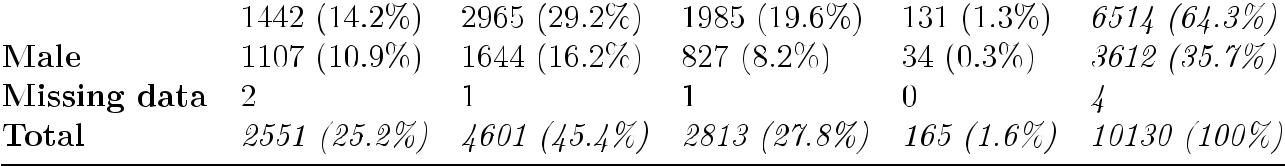 1442 (14.2%) 2965 (29.2%) 1985 (19.6%) 131 (1.3%) 6514 (64.3%)
Male 1107 (10.9%) 1644 (16.2%) 827 (8.2%) 34 (0.3%) 3612 (35.7%)
Missing data 2 1 1 0 4
Total 2551 (25.2%) 4601 (45.4%) 2813 (27.8%) 165 (1.6%) 10130 (100%)